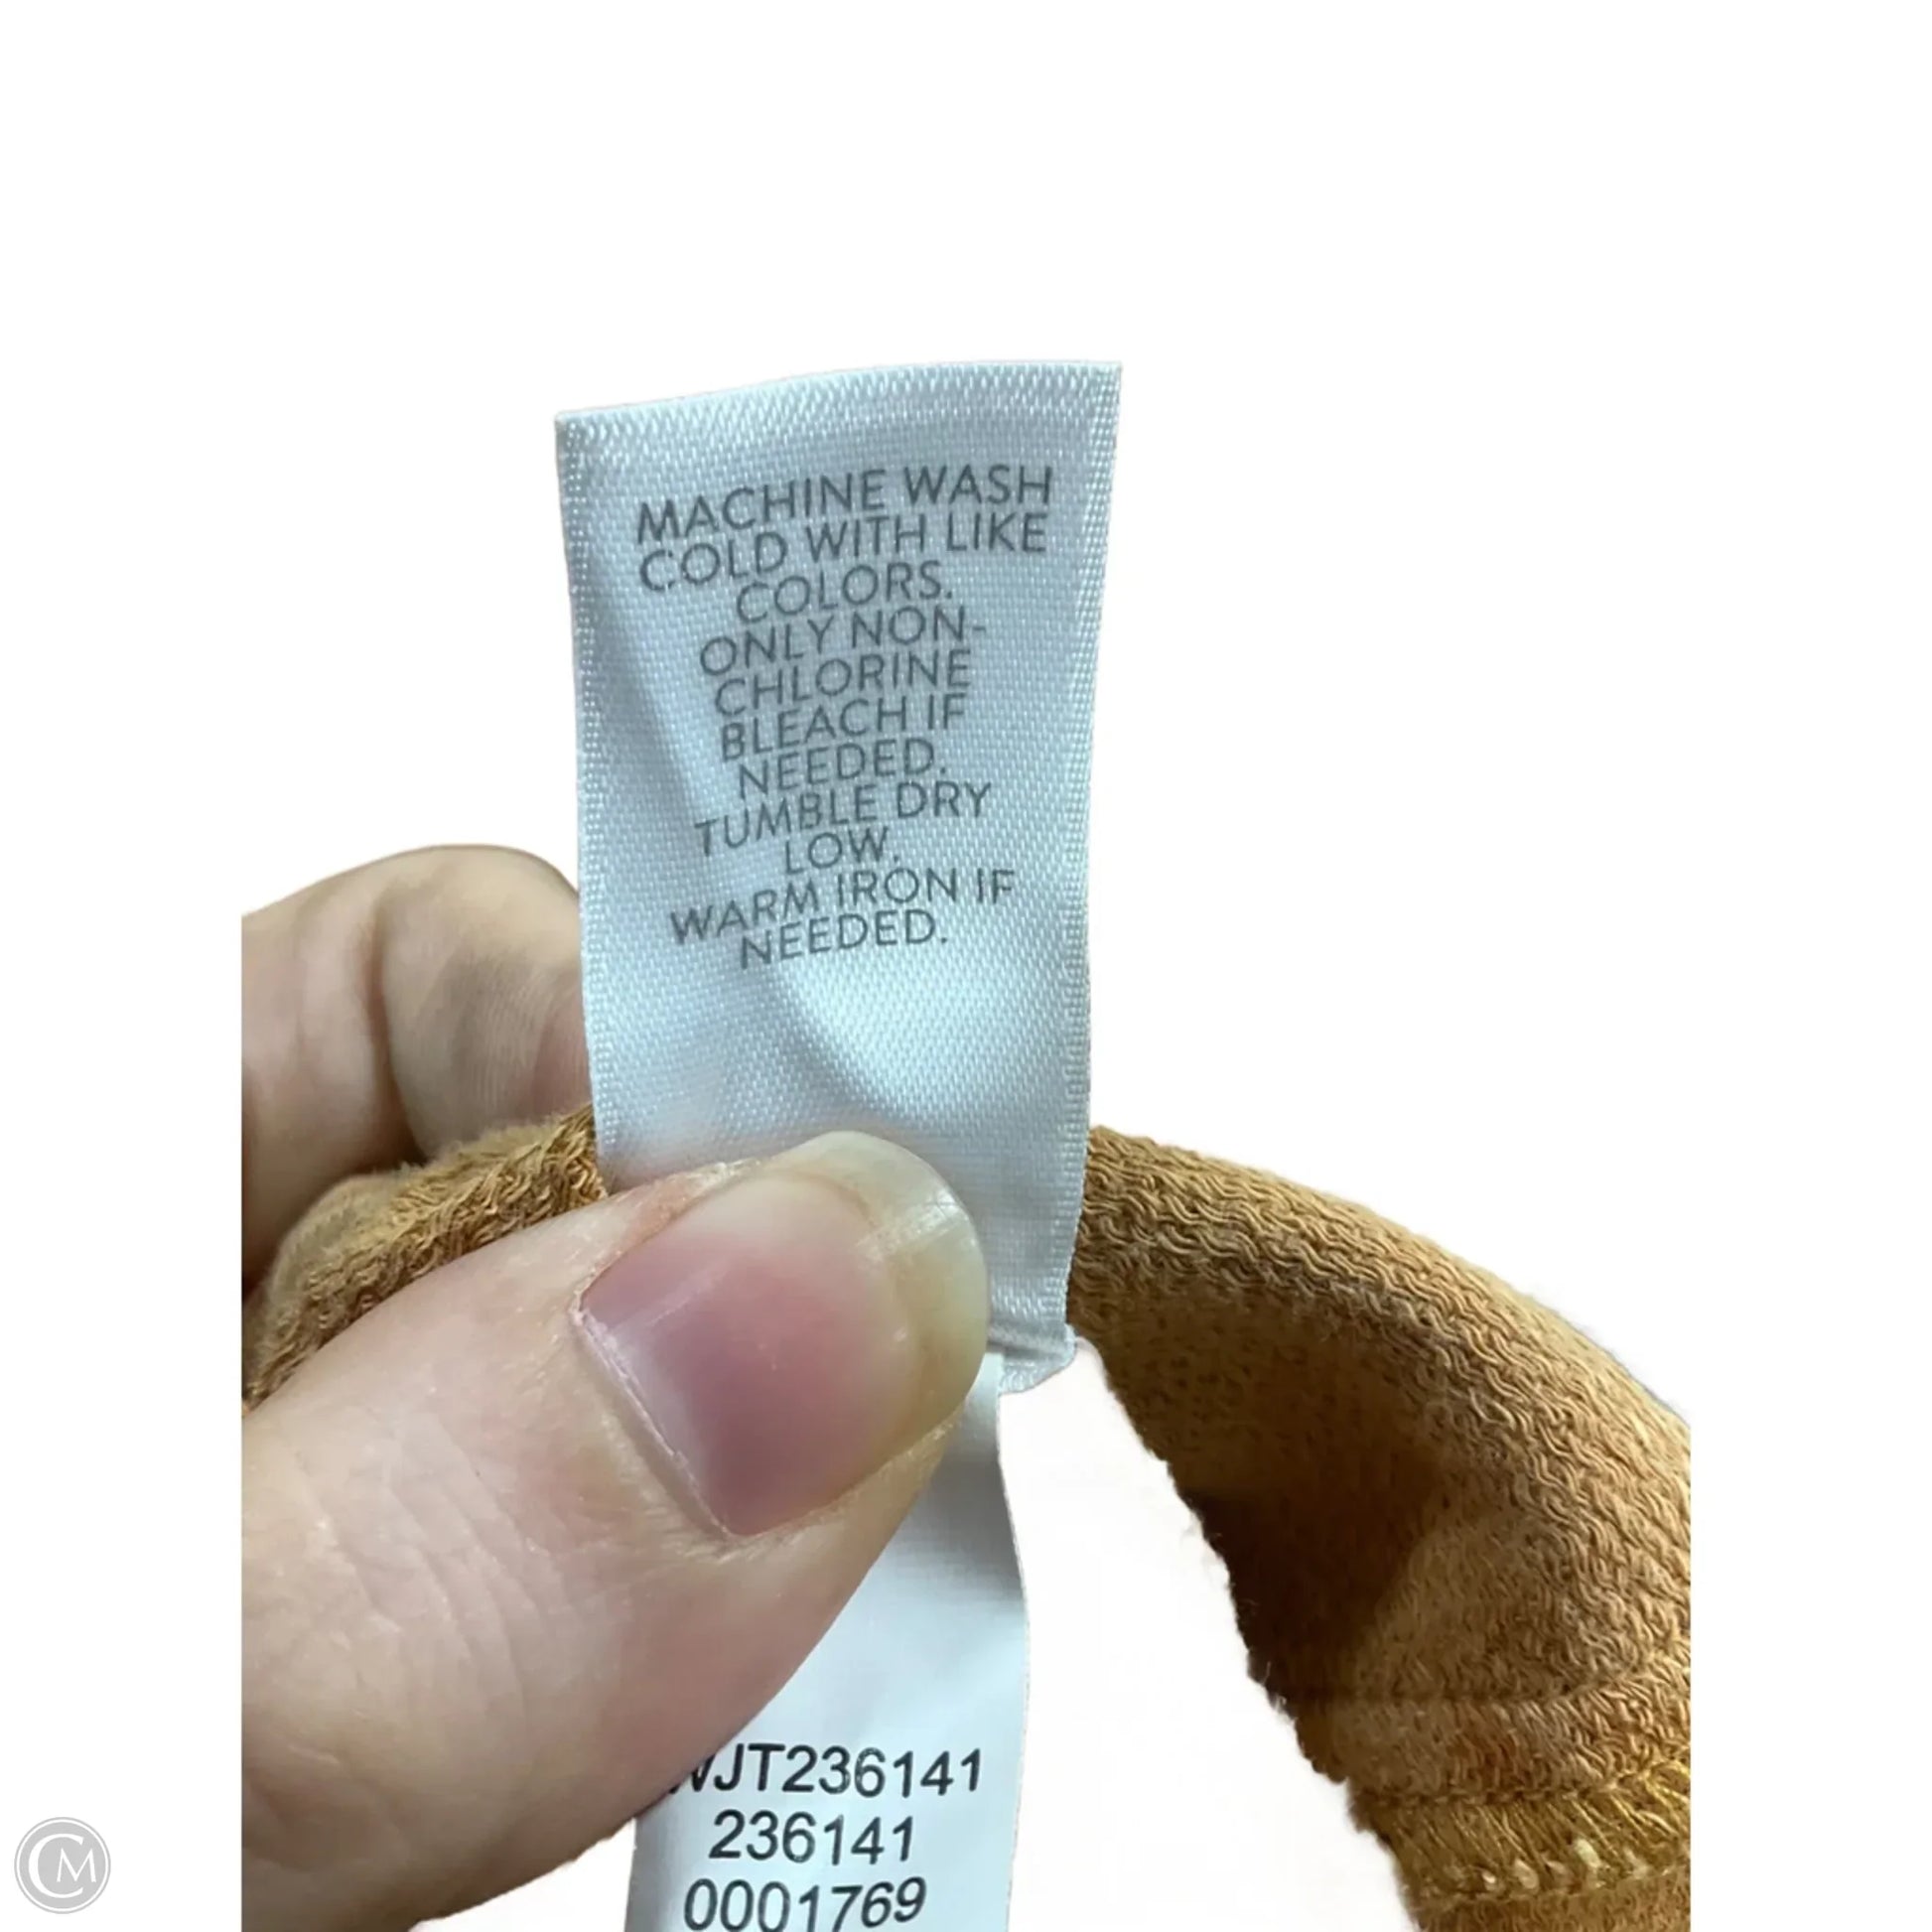 MACHINE WASH
COLD WITH LIKE
COLORS.
ONLY NON-
CHLORINE
BLEACH IF
NEEDED.
TUMBLE DRY
LOW.
WARM IRON IF
NEEDED.
236141
0001769
CM